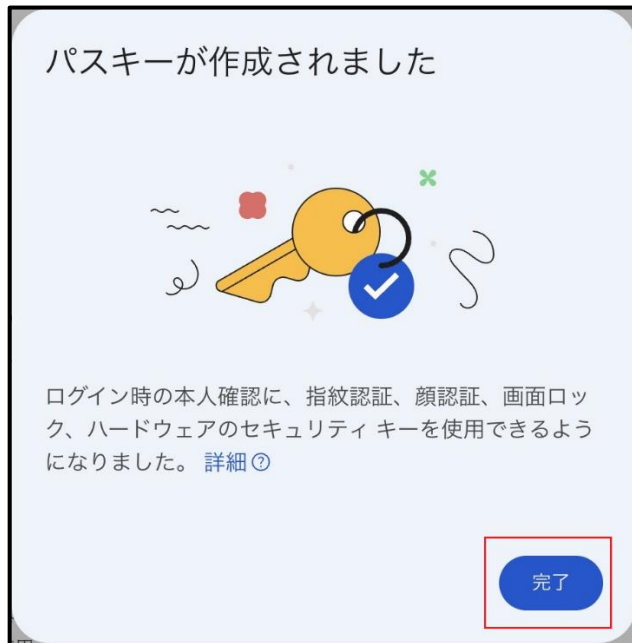 パスキーが作成されました
ログイン時の本人確認に、指紋認証、顔認証、画面ロッ
ク、ハードウェアのセキュリティ キーを使用できるよう
になりました。 詳細
完了